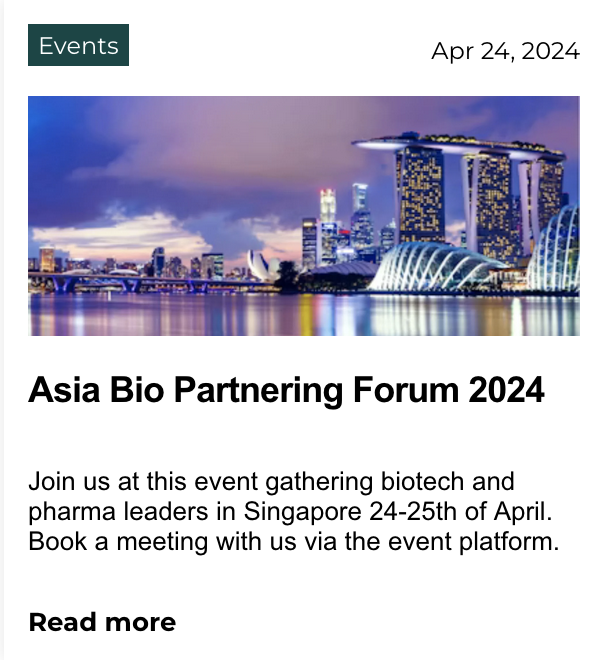 Events
Apr 24, 2024
Asia Bio Partnering Forum 2024
Join us at this event gathering biotech and
pharma leaders in Singapore 24-25th of April.
Book a meeting with us via the event platform.
Read more